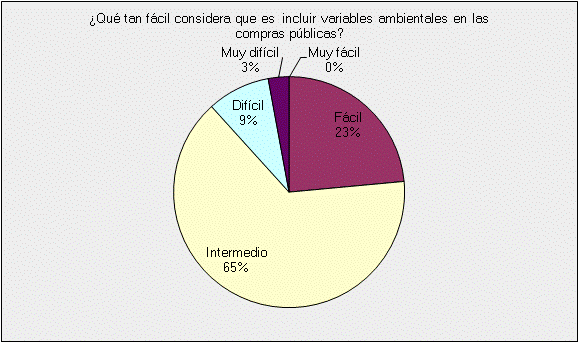 ¿Qué tan fácil considera que es incluir variables ambientales en las
compras públicas?
Muy difícil
3%
Muy fácil
0%
Difícil
9%
Fácil
23%
Intermedio
65%